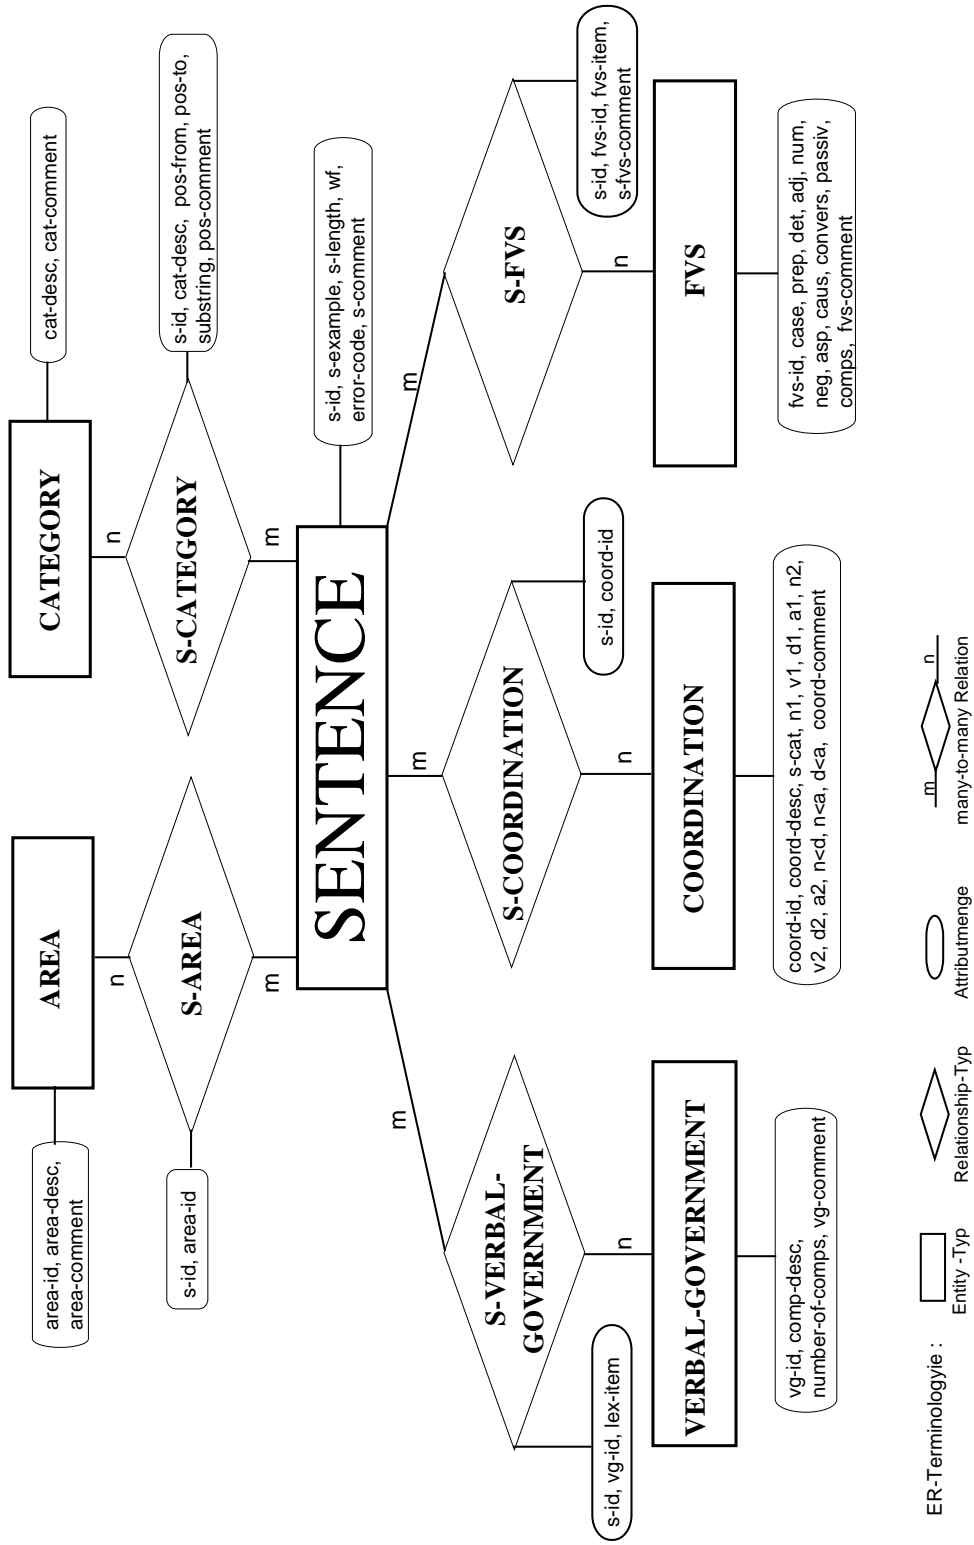 AREA
CATEGORY
area-id, area-desc,
area-comment
cat-desc, cat-comment
n
n
s-id, area-id
S-AREA
S-CATEGORY
s-id, cat-desc, pos-from, pos-to,
substring, pos-comment
m
m
SENTENCE
s-id, s-example, s-length, wf,
error-code, s-comment
m
m
m
S-VERBAL-
GOVERNMENT
S-COORDINATION
S-FVS
s-id, vg-id, lex-item
s-id, coord-id
s-id, fvs-id, fvs-item,
s-fvs-comment
n
n
n
VERBAL-GOVERNMENT
COORDINATION
FVS
vg-id, comp-desc,
number-of-comps, vg-comment
coord-id, coord-desc, s-cat, n1, v1, d1, a1, n2,
v2, d2, a2, n<d, n<a, d<a, coord-comment
fvs-id, case, prep, det, adj, num,
neg, asp, caus, convers, passiv,
comps, fvs-comment
ER-Terminologyie :
Entity -Typ
Relationship-Typ
Attributmenge
m
n
many-to-many Relation